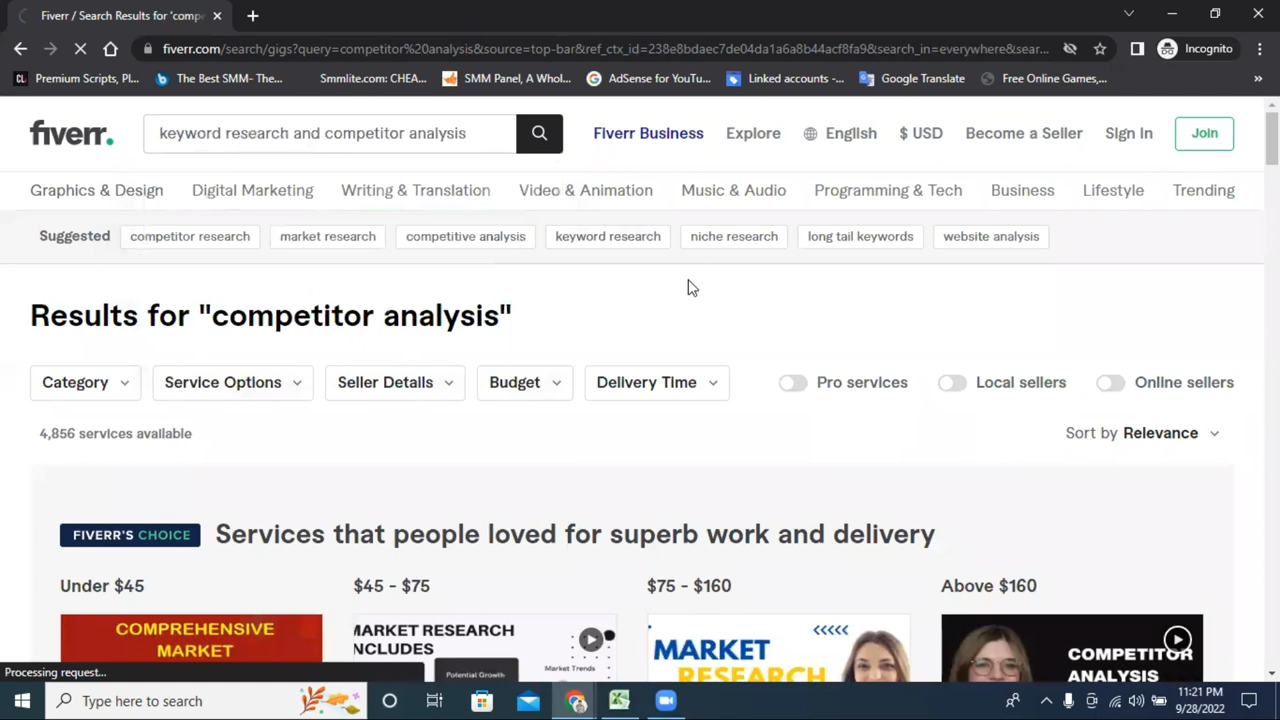 Fiverr / Search Results for 'comp
fiverr.com/search/gigs?query=competitor%20analysis&source=top-bar&ref_ctx_id=238e8bdaec7de04da1a6a8b44acf8fa9&search_in=everywhere&sear...
Incognito
CL Premium Scripts, Pl...
The Best SMM- The...
Smmlite.com: CHEA...
SMM Panel, A Whol...
AdSense for YouTu...
Linked accounts -...
Google Translate
Free Online Games,...
fiverr.
keyword research and competitor analysis
Fiverr Business
Explore
English
$ USD
Become a Seller
Sign In
Join
Graphics & Design
Digital Marketing
Writing & Translation
Video & Animation
Music & Audio
Programming & Tech
Business
Lifestyle
Trending
Suggested
competitor research
market research
competitive analysis
keyword research
niche research
long tail keywords
website analysis
Results for "competitor analysis"
Category
Service Options
Seller Details
Budget
Delivery Time
Pro services
Local sellers
Online sellers
4,856 services available
Sort by Relevance
FIVERR'S CHOICE
Services that people loved for superb work and delivery
Under $45
$45 - $75
$75 - $160
Above $160
COMPREHENSIVE
MARKET
MARKET RESEARCH
INCLUDES
Market Trends
Potential Growth
MARKET
RESEARCH
COMPETITOR
ANALYSIS
Processing request...
Type here to search
11:21 PM
9/28/2022